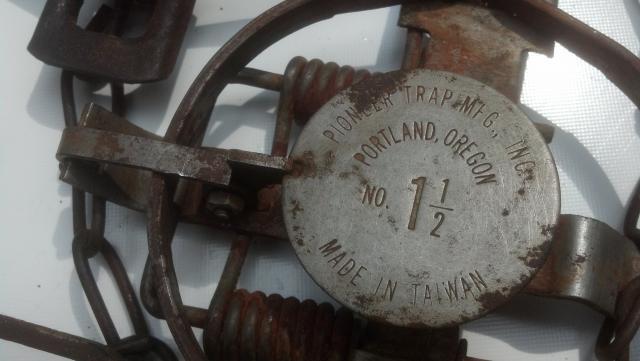 PIONEER TRAP MFG., INC.
PORTLAND, OREGON
NO. 1 1/2
MADE IN TAIWAN